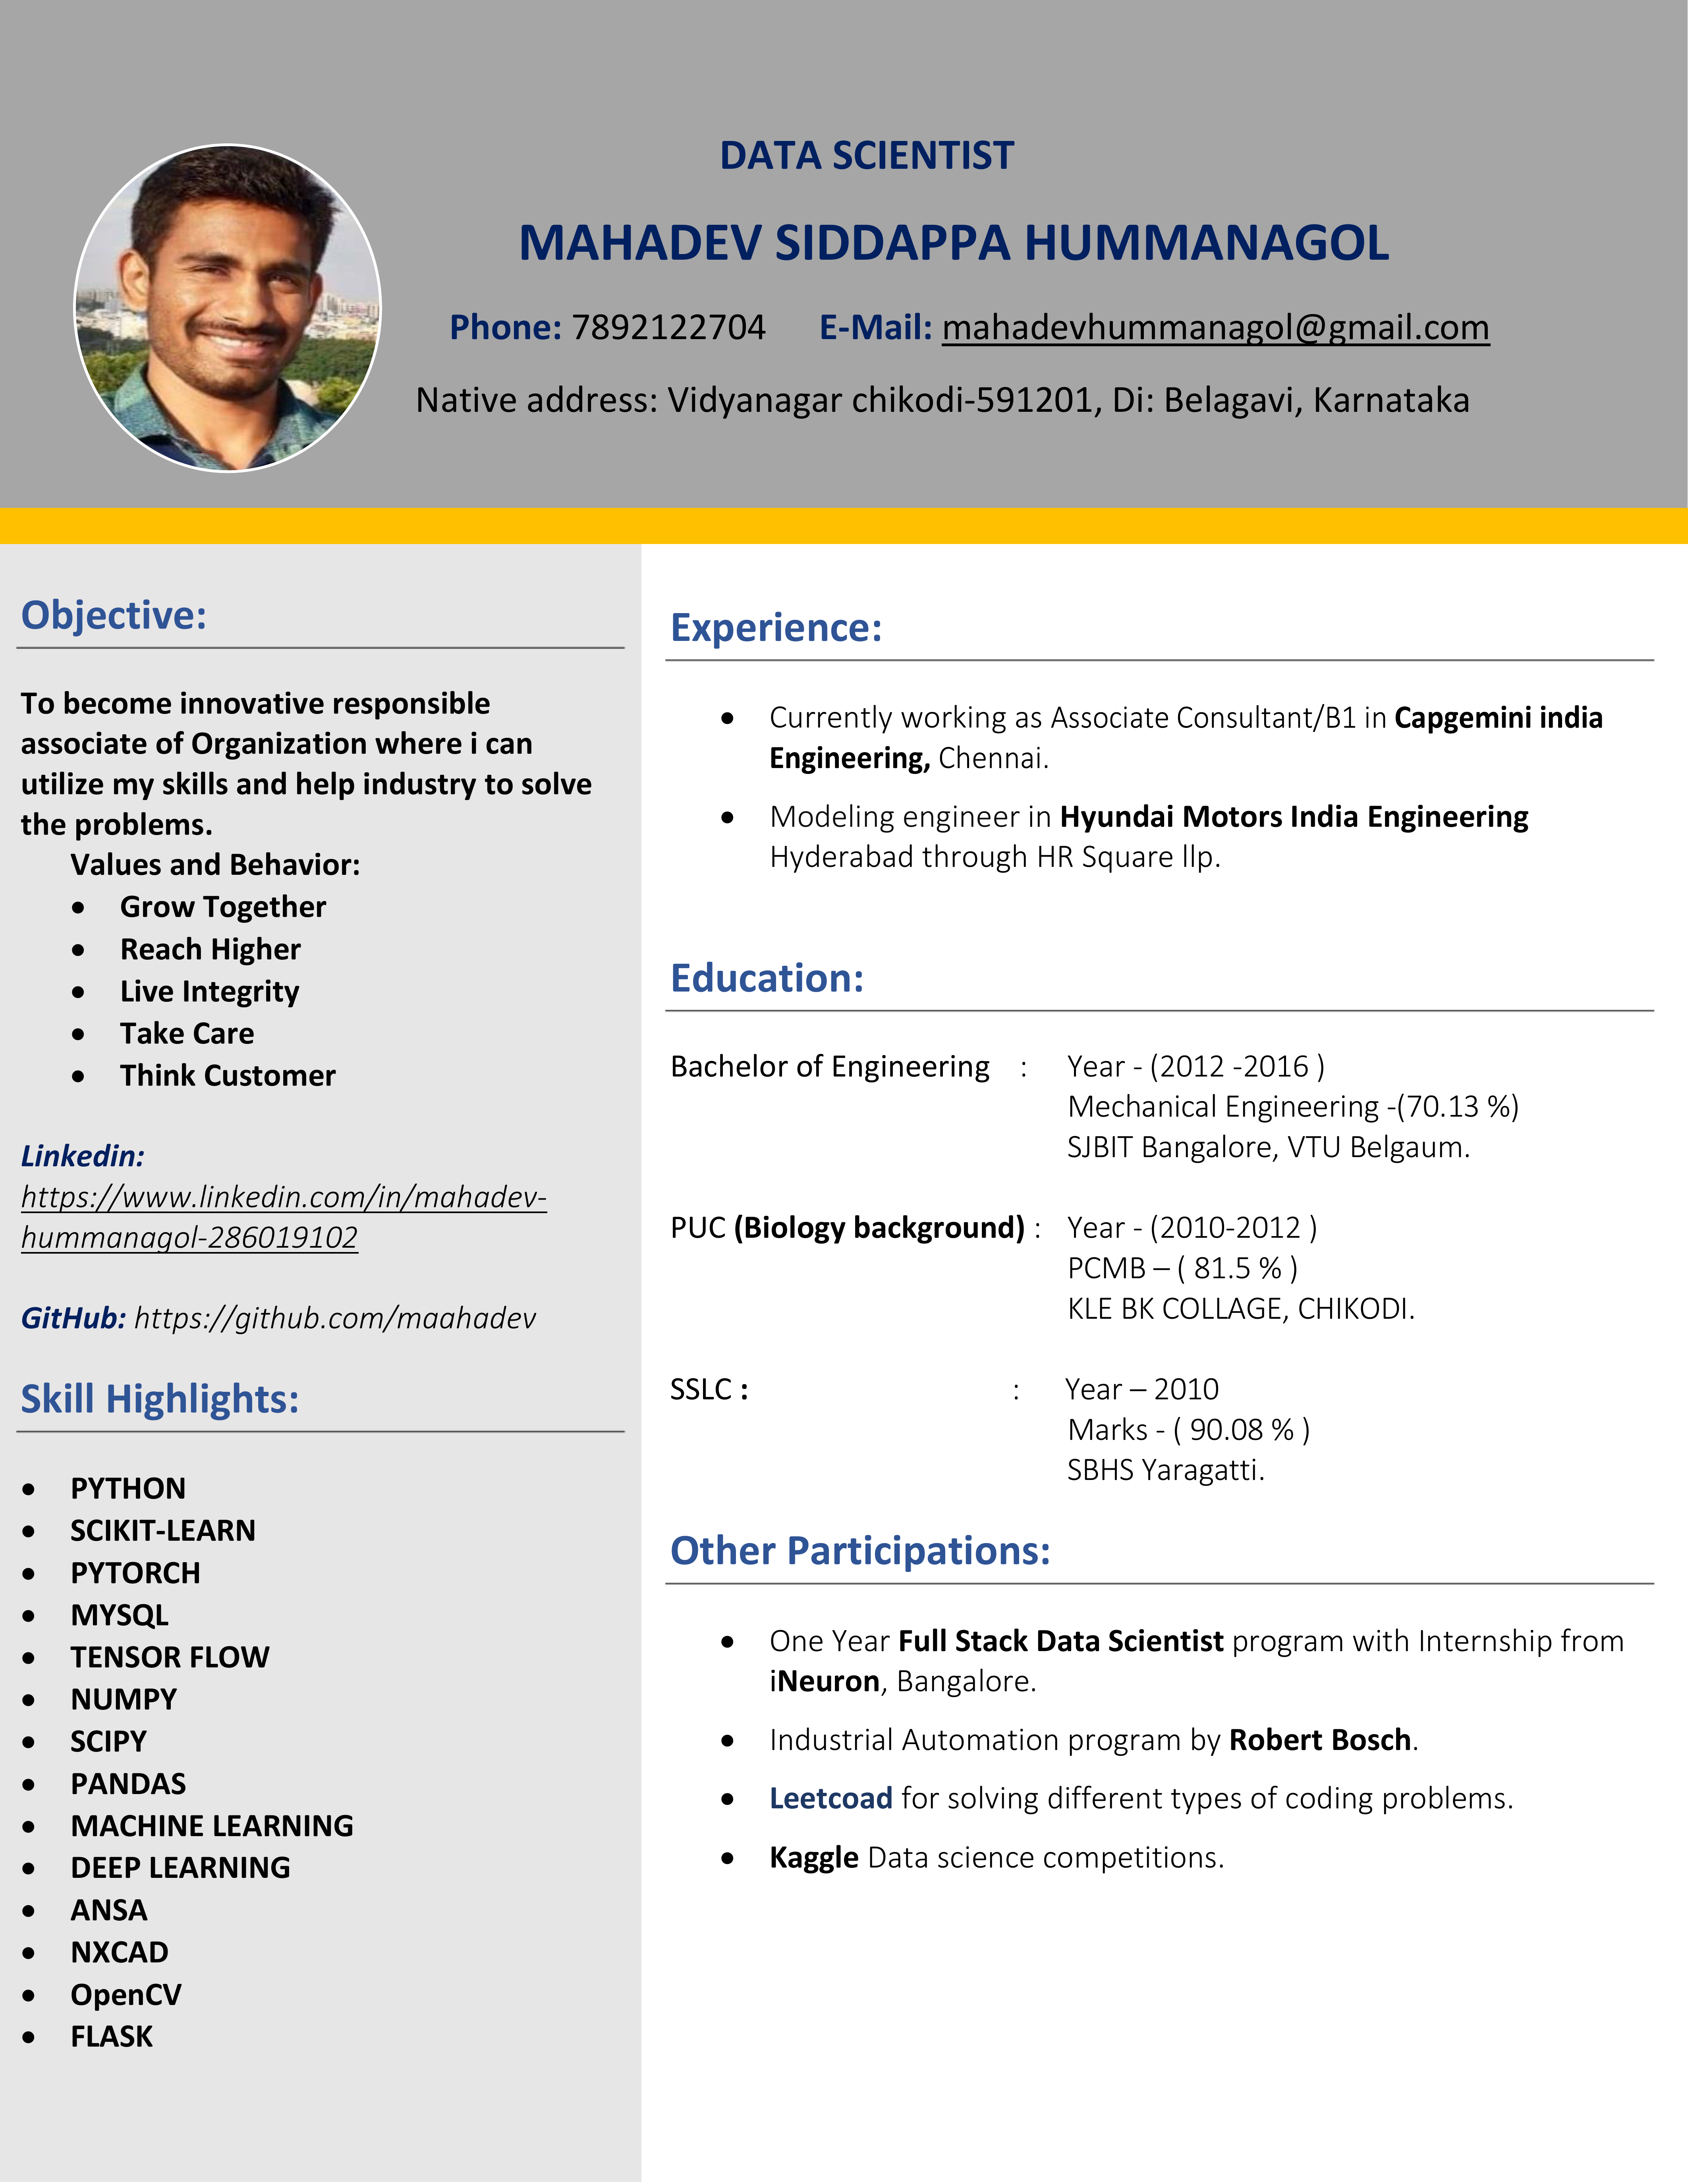 DATA SCIENTIST
MAHADEV SIDDAPPA HUMMANAGOL
Phone: 7892122704 E-Mail: mahadevhummanagol@gmail.com
Native address: Vidyanagar chikodi-591201, Di: Belagavi, Karnataka
Objective:
To become innovative responsible
associate of Organization where i can
utilize my skills and help industry to solve
the problems.
Values and Behavior:
• Grow Together
• Reach Higher
• Live Integrity
• Take Care
• Think Customer
Linkedin:
https://www.linkedin.com/in/mahadev-
hummanagol-286019102
GitHub: https://github.com/maahadev
Skill Highlights:
• PYTHON
• SCIKIT-LEARN
• PYTORCH
• MYSQL
• TENSOR FLOW
• NUMPY
• SCIPY
• PANDAS
• MACHINE LEARNING
• DEEP LEARNING
• ANSA
• NXCAD
• OpenCV
• FLASK
Experience:
• Currently working as Associate Consultant/B1 in Capgemini india
Engineering, Chennai.
• Modeling engineer in Hyundai Motors India Engineering
Hyderabad through HR Square llp.
Education:
Bachelor of Engineering : Year - (2012 -2016 )
Mechanical Engineering -(70.13 %)
SJBIT Bangalore, VTU Belgaum.
PUC (Biology background) : Year - (2010-2012 )
PCMB – ( 81.5 % )
KLE BK COLLAGE, CHIKODI.
SSLC : : Year – 2010
Marks - ( 90.08 % )
SBHS Yaragatti.
Other Participations:
• One Year Full Stack Data Scientist program with Internship from
iNeuron, Bangalore.
• Industrial Automation program by Robert Bosch.
• Leetcoad for solving different types of coding problems.
• Kaggle Data science competitions.